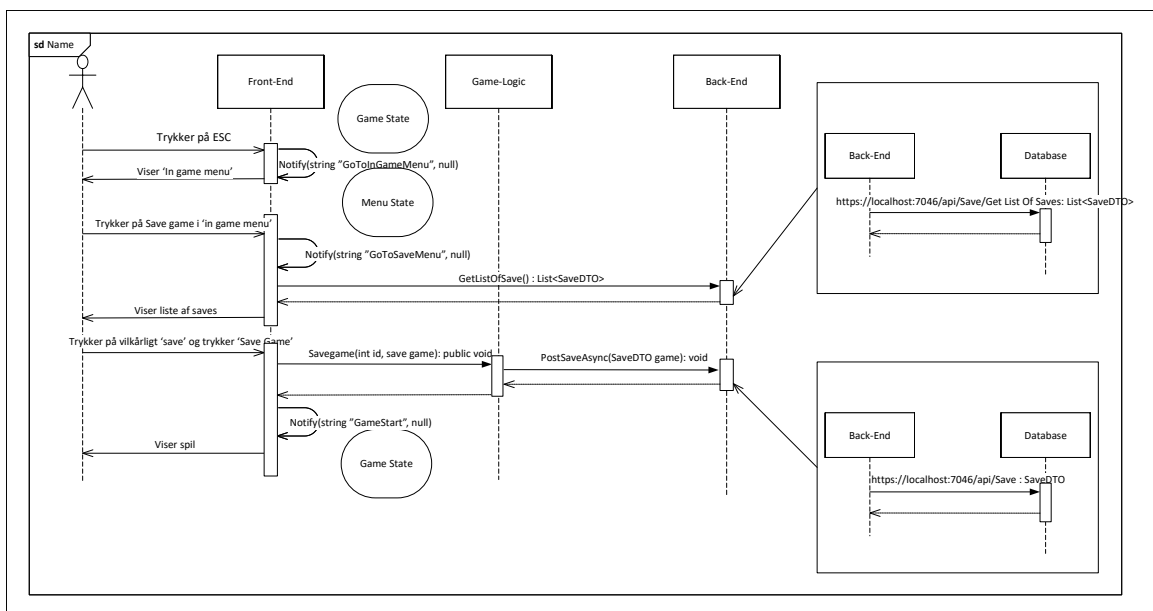 sd Name
Front-End
Game-Logic
Back-End
Game State
Trykker på ESC
Notify(string ”GoToInGameMenu”, null)
Viser ‘In game menu’
Menu State
Trykker på Save game i ‘in game menu’
Notify(string ”GoToSaveMenu”, null)
GetListOfSave() : List<SaveDTO>
Viser liste af saves
Trykker på vilkårligt ‘save’ og trykker ‘Save Game’
Savegame(int id, save game): public void
PostSaveAsync(SaveDTO game): void
Notify(string ”GameStart”, null)
Viser spil
Game State
Back-End
Database
https://localhost:7046/api/Save/Get List Of Saves: List<SaveDTO>
Back-End
Database
https://localhost:7046/api/Save : SaveDTO